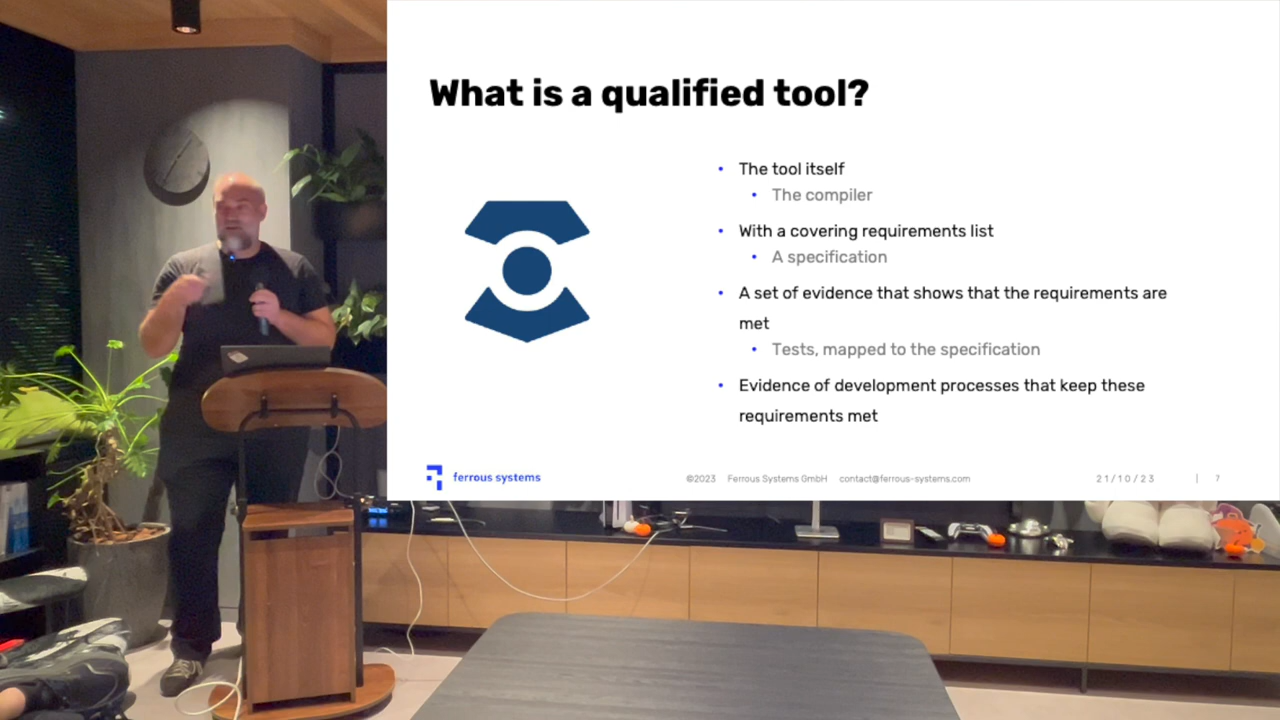 What is a qualified tool?
• The tool itself
• The compiler
• With a covering requirements list
• A specification
• A set of evidence that shows that the requirements are
met
• Tests, mapped to the specification
• Evidence of development processes that keep these
requirements met
ferrous systems
©2023 Ferrous Systems GmbH contact@ferrous-systems.com
21/10/23 | 7